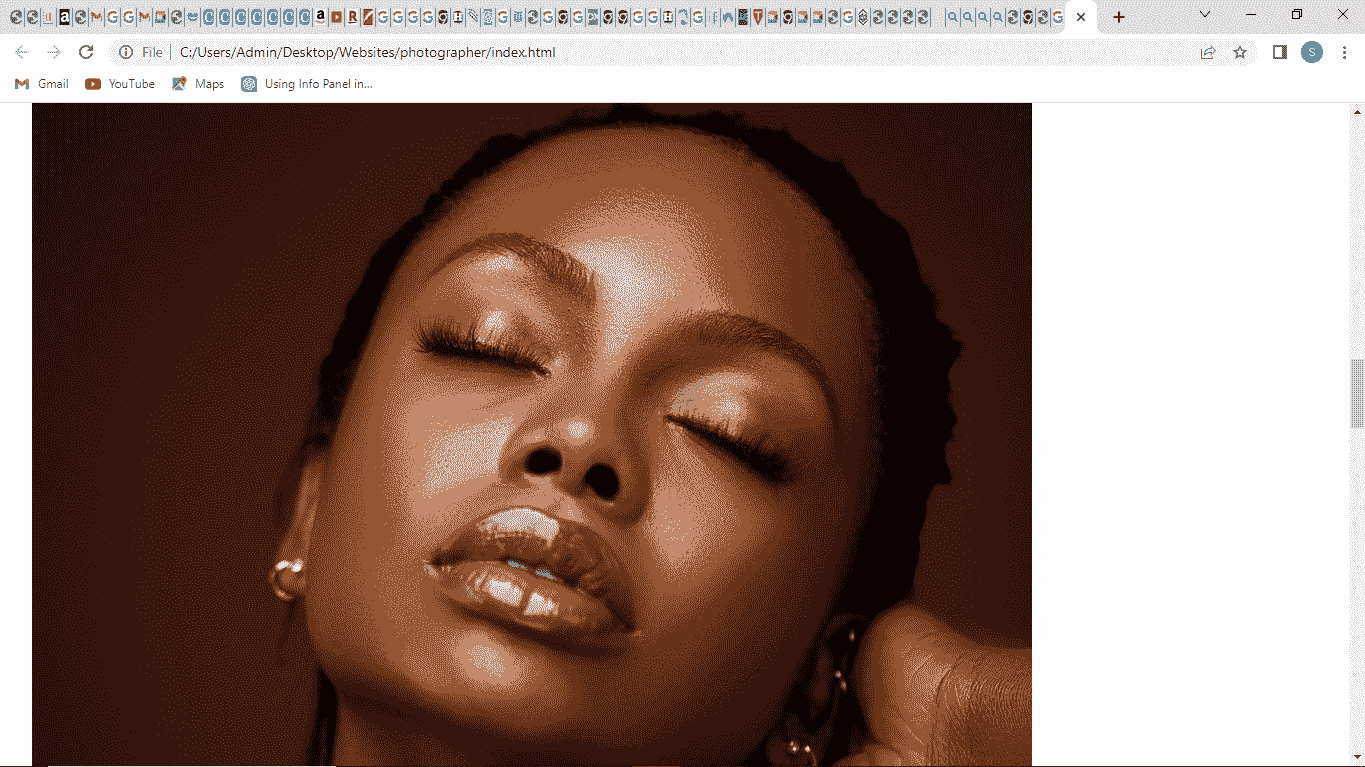 File C:/Users/Admin/Desktop/Websites/photographer/index.html
S
Gmail YouTube Maps Using Info Panel in...